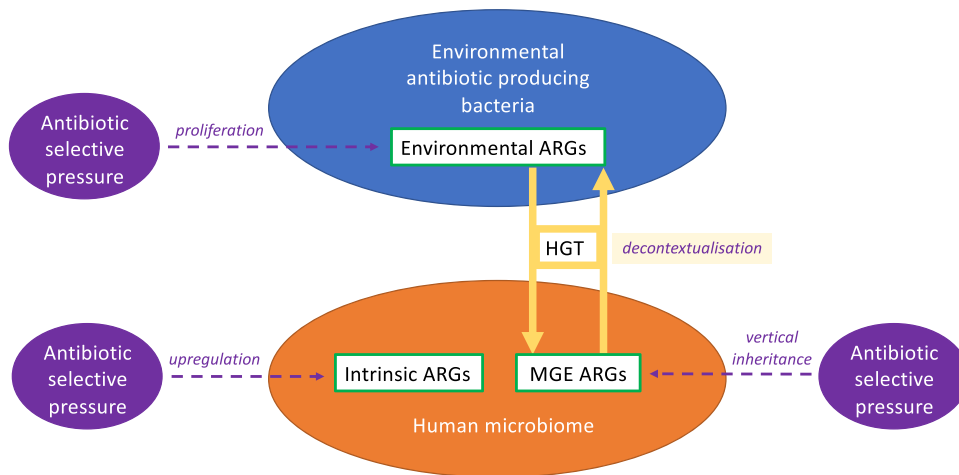 Environmental
antibiotic producing
bacteria
Antibiotic
selective
pressure
proliferation
Environmental ARGs
HGT
decontextualisation
Antibiotic
selective
pressure
upregulation
Intrinsic ARGs
MGE ARGs
vertical
inheritance
Antibiotic
selective
pressure
Human microbiome